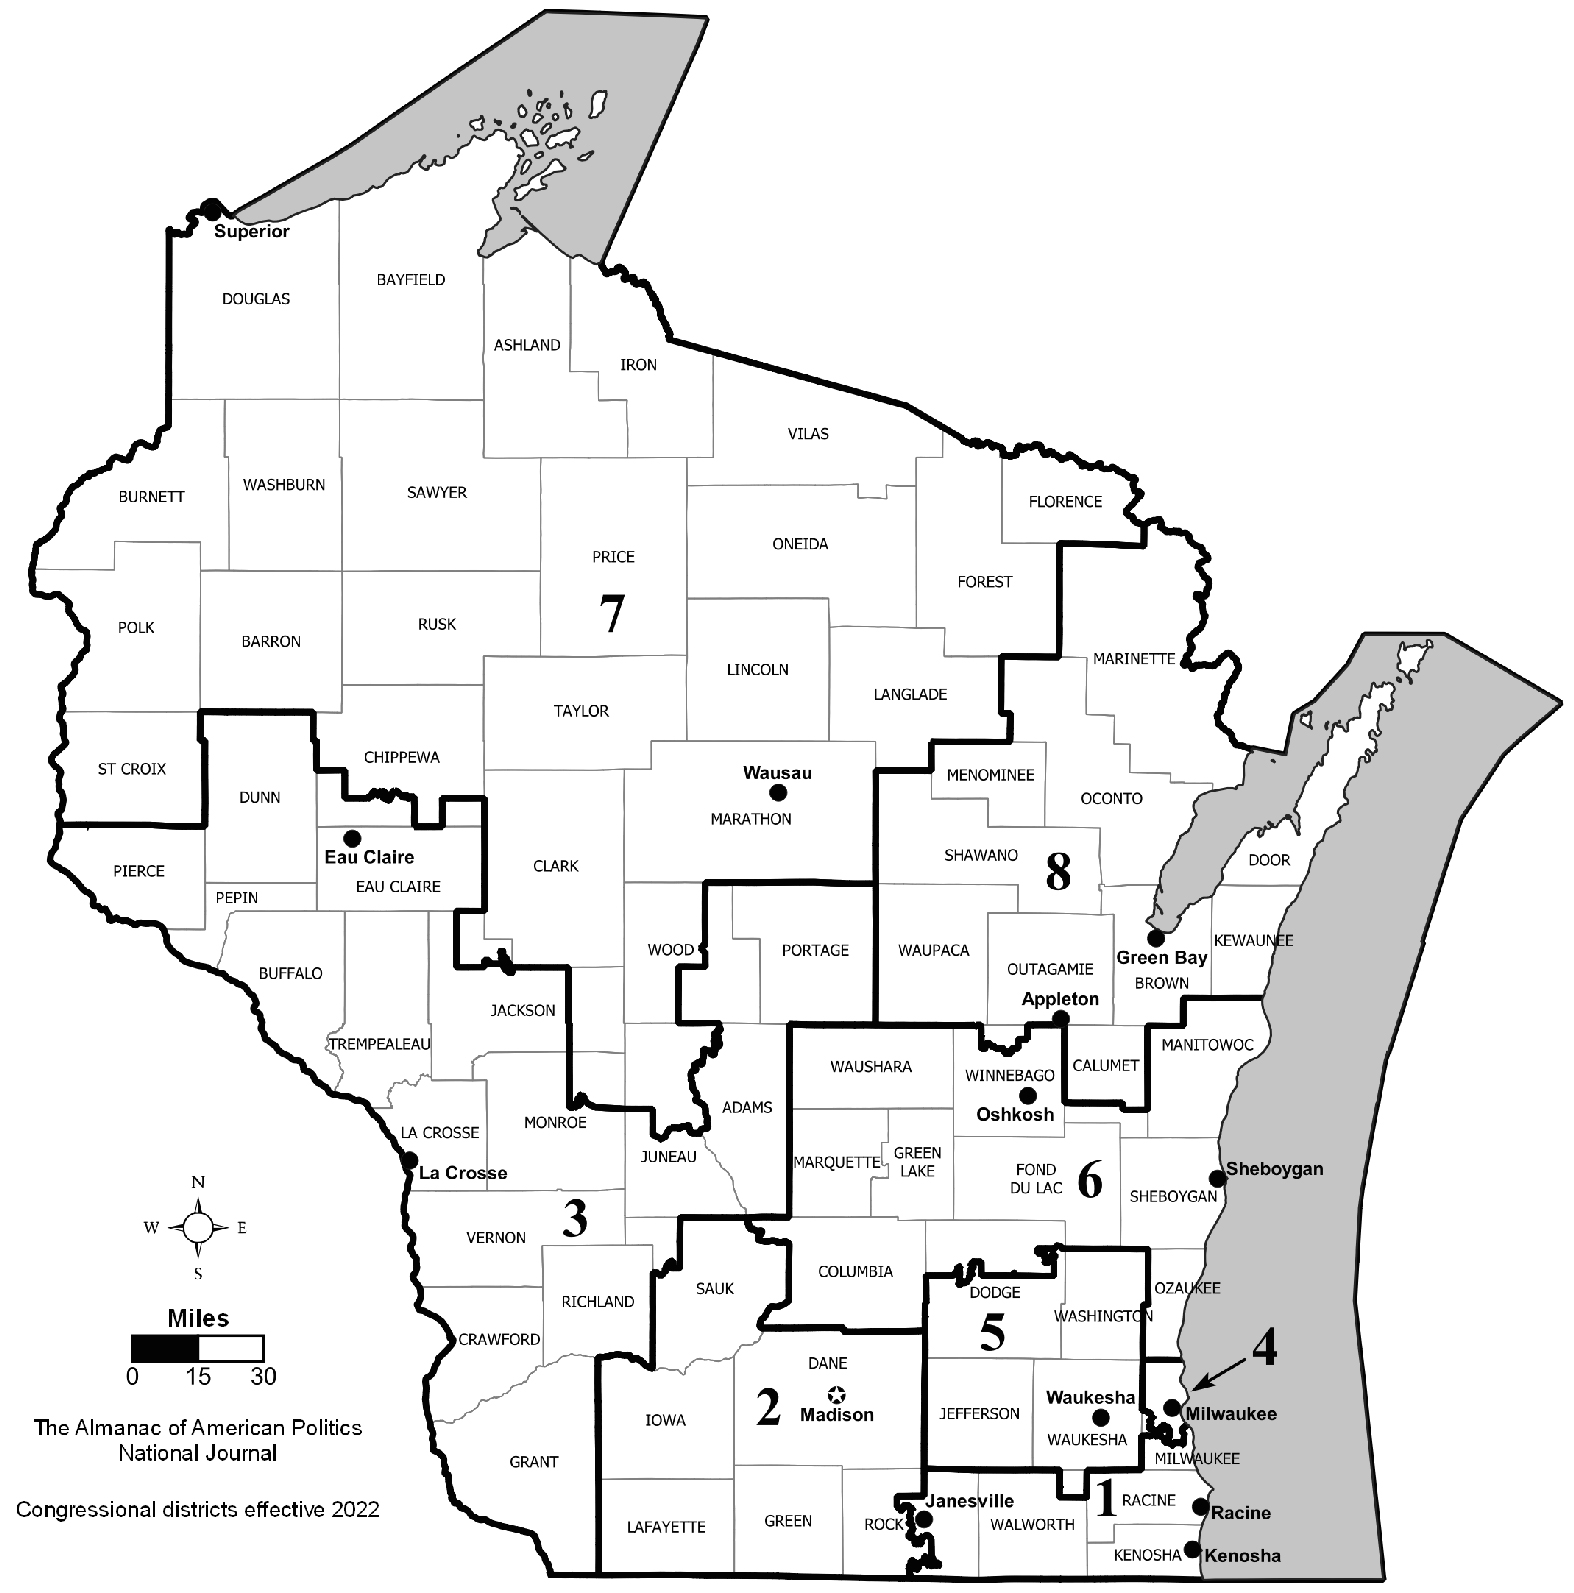 Superior
DOUGLAS
BAYFIELD
ASHLAND
IRON
VILAS
BURNETT
WASHBURN
SAWYER
FLORENCE
PRICE
ONEIDA
FOREST
7
POLK
BARRON
RUSK
MARINETTE
LINCOLN
LANGLADE
TAYLOR
ST CROIX
CHIPPEWA
Wausau
MENOMINEE
DUNN
OCONTO
MARATHON
Eau Claire
PIERCE
CLARK
SHAWANO
8
DOOR
EAU CLAIRE
PEPIN
WOOD
PORTAGE
WAUPACA
KEWAUNEE
Green Bay
BUFFALO
OUTAGAMIE
BROWN
Appleton
JACKSON
TREMPEALEAU
MANITOWOC
WAUSHARA
WINNEBAGO
CALUMET
Oshkosh
ADAMS
MONROE
LA CROSSE
JUNEAU
MARQUETTE
GREEN
LAKE
FOND
DU LAC
6
Sheboygan
SHEBOYGAN
La Crosse
N
W
E
S
3
VERNON
SAUK
COLUMBIA
DODGE
OZAUKEE
RICHLAND
WASHINGTON
5
4
CRAWFORD
Miles
0 15 30
DANE
2
Madison
Waukesha
Milwaukee
IOWA
JEFFERSON
WAUKESHA
MILWAUKEE
The Almanac of American Politics
National Journal
GRANT
Janesville
1
RACINE
Racine
Congressional districts effective 2022
LAFAYETTE
GREEN
ROCK
WALWORTH
KENOSHA
Kenosha